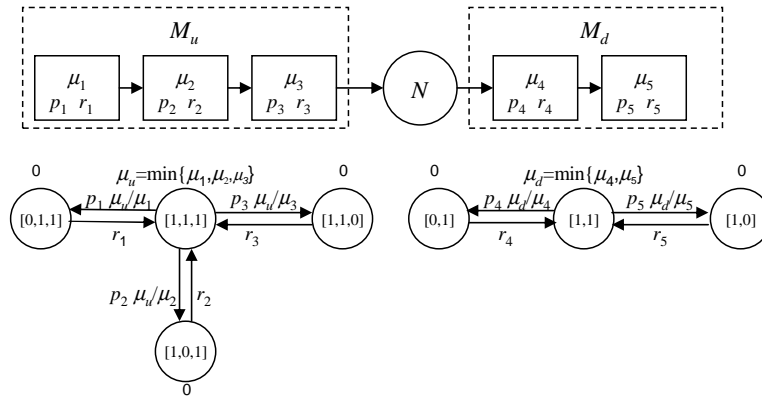 M_u
M_d
μ_1
p_1 r_1
μ_2
p_2 r_2
μ_3
p_3 r_3
N
μ_4
p_4 r_4
μ_5
p_5 r_5
0
μ_u=min{μ_1,μ_2,μ_3}
0
0
μ_d=min{μ_4,μ_5}
0
[0,1,1]
p_1 μ_u/μ_1
r_1
[1,1,1]
p_3 μ_u/μ_3
r_3
[1,1,0]
[0,1]
p_4 μ_d/μ_4
r_4
[1,1]
p_5 μ_d/μ_5
r_5
[1,0]
p_2 μ_u/μ_2
r_2
[1,0,1]
0